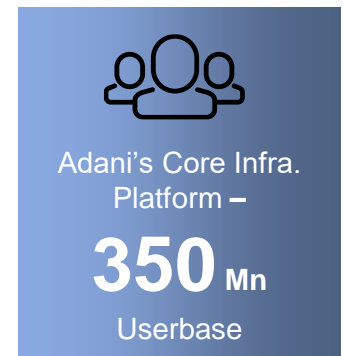 Adani's Core Infra.
Platform –
350 Mn
Userbase